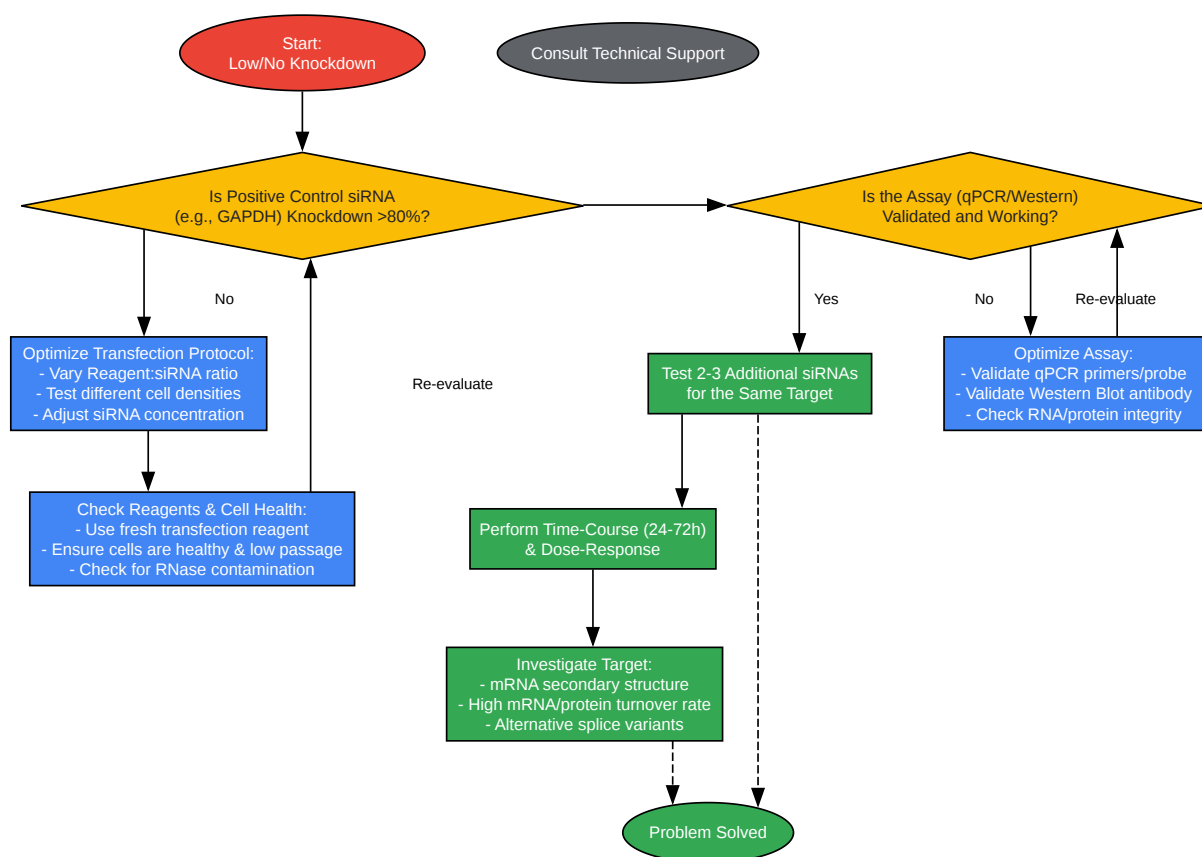 Start:
Low/No Knockdown
Consult Technical Support
Is Positive Control siRNA
(e.g., GAPDH) Knockdown >80%?
Is the Assay (qPCR/Western)
Validated and Working?
No
Yes
No
Re-evaluate
Optimize Transfection Protocol:
- Vary Reagent:siRNA ratio
- Test different cell densities
- Adjust siRNA concentration
Re-evaluate
Test 2-3 Additional siRNAs
for the Same Target
Optimize Assay:
- Validate qPCR primers/probe
- Validate Western Blot antibody
- Check RNA/protein integrity
Check Reagents & Cell Health:
- Use fresh transfection reagent
- Ensure cells are healthy & low passage
- Check for RNase contamination
Perform Time-Course (24-72h)
& Dose-Response
Investigate Target:
- mRNA secondary structure
- High mRNA/protein turnover rate
- Alternative splice variants
Problem Solved